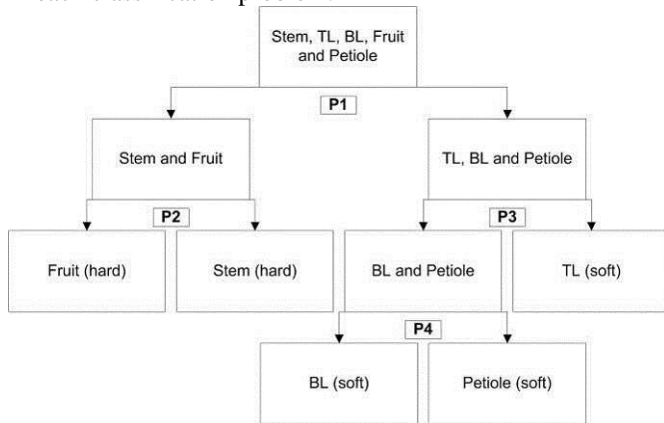 Stem, TL, BL, Fruit
and Petiole
P1
Stem and Fruit
TL, BL and Petiole
P2
P3
Fruit (hard)
Stem (hard)
BL and Petiole
TL (soft)
P4
BL (soft)
Petiole (soft)